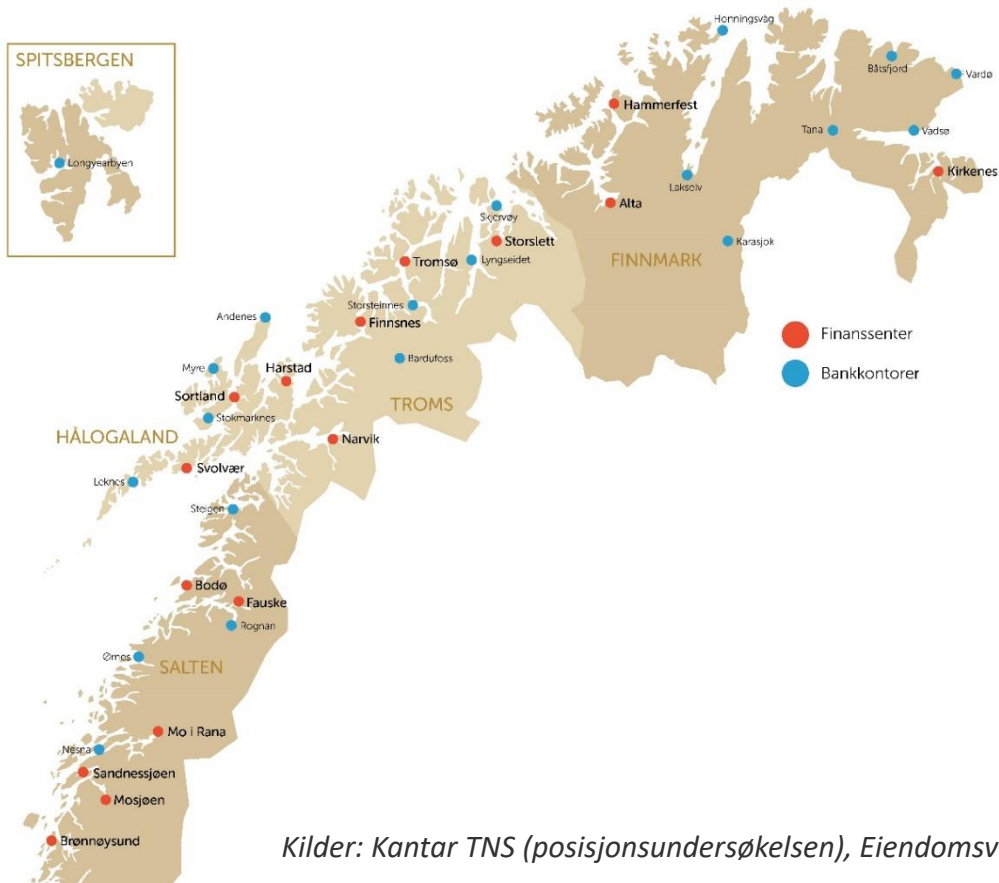 Honningsvåg
SPITSBERGEN
Båtsfjord
Vardø
Hammerfest
Tana
Vadsø
Longyearbyen
Kirkenes
Lakselv
Alta
Skjervøy
Storslett
Karasjok
Tromsø
Lyngseidet
FINNMARK
Storsteinnes
Andenes
Finnsnes
Finanssenter
Bardufoss
Myre
Harstad
Bankkontorer
Sortland
TROMS
Stokmarknes
HÅLOGALAND
Narvik
Svolvær
Leknes
Steigen
Bodø
Fauske
Rognan
Ørnes
SALTEN
Mo i Rana
Nesna
Sandnessjøen
Mosjøen
Brønnøysund
Kilder: Kantar TNS (posisjonsundersøkelsen), Eiendomsv